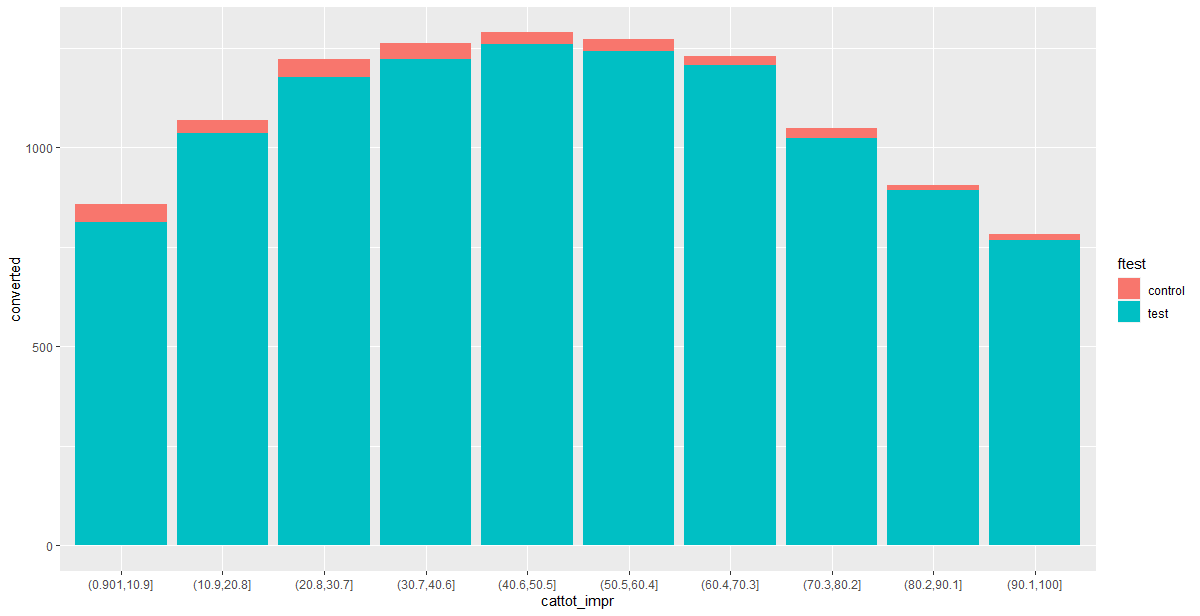 converted
1000
500
0
(0.901,10.9] (10.9,20.8] (20.8,30.7] (30.7,40.6] (40.6,50.5] (50.5,60.4] (60.4,70.3] (70.3,80.2] (80.2,90.1] (90.1,100]
cattot_impr
ftest
control
test